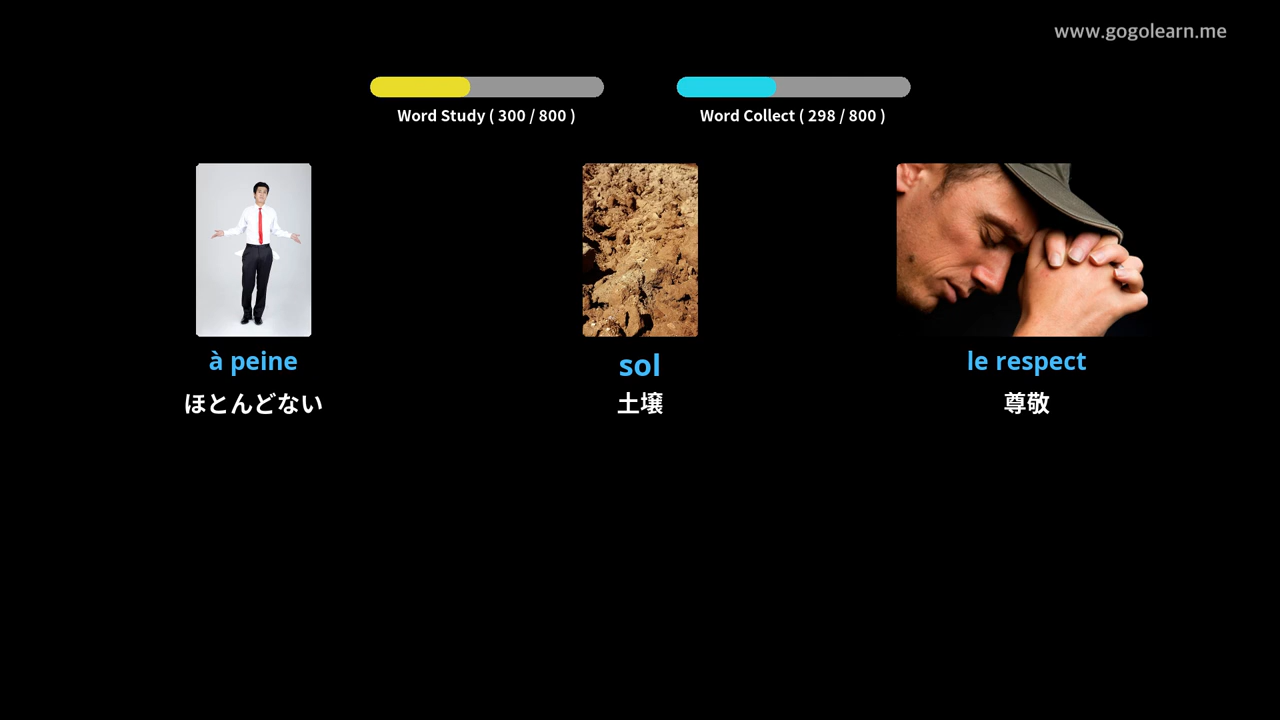 www.gogolearn.me
Word Study ( 300 / 800 )
Word Collect ( 298 / 800 )
à peine
ほとんどない
sol
土壌
le respect
尊敬